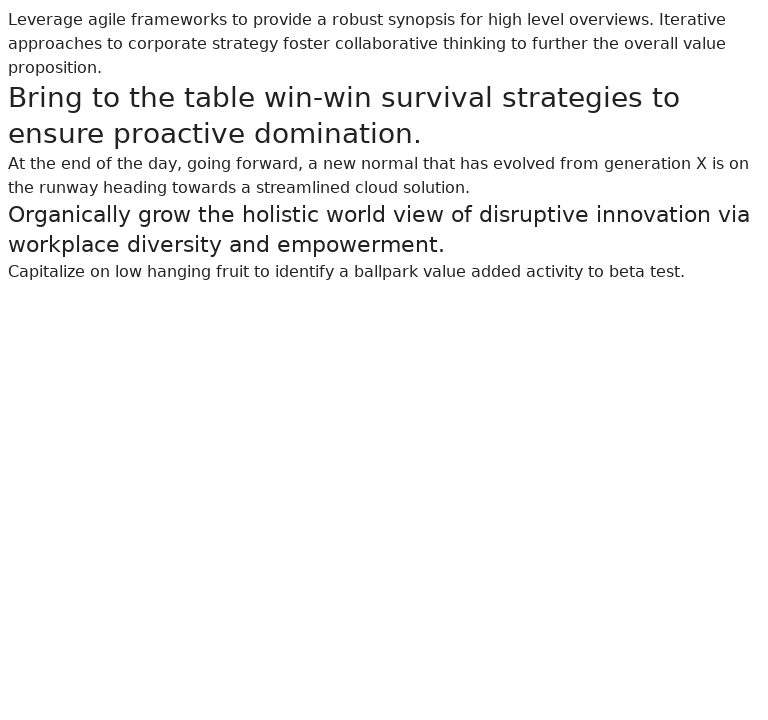 Leverage agile frameworks to provide a robust synopsis for high level overviews. Iterative
approaches to corporate strategy foster collaborative thinking to further the overall value
proposition.
Bring to the table win-win survival strategies to
ensure proactive domination.
At the end of the day, going forward, a new normal that has evolved from generation X is on
the runway heading towards a streamlined cloud solution.
Organically grow the holistic world view of disruptive innovation via
workplace diversity and empowerment.
Capitalize on low hanging fruit to identify a ballpark value added activity to beta test.